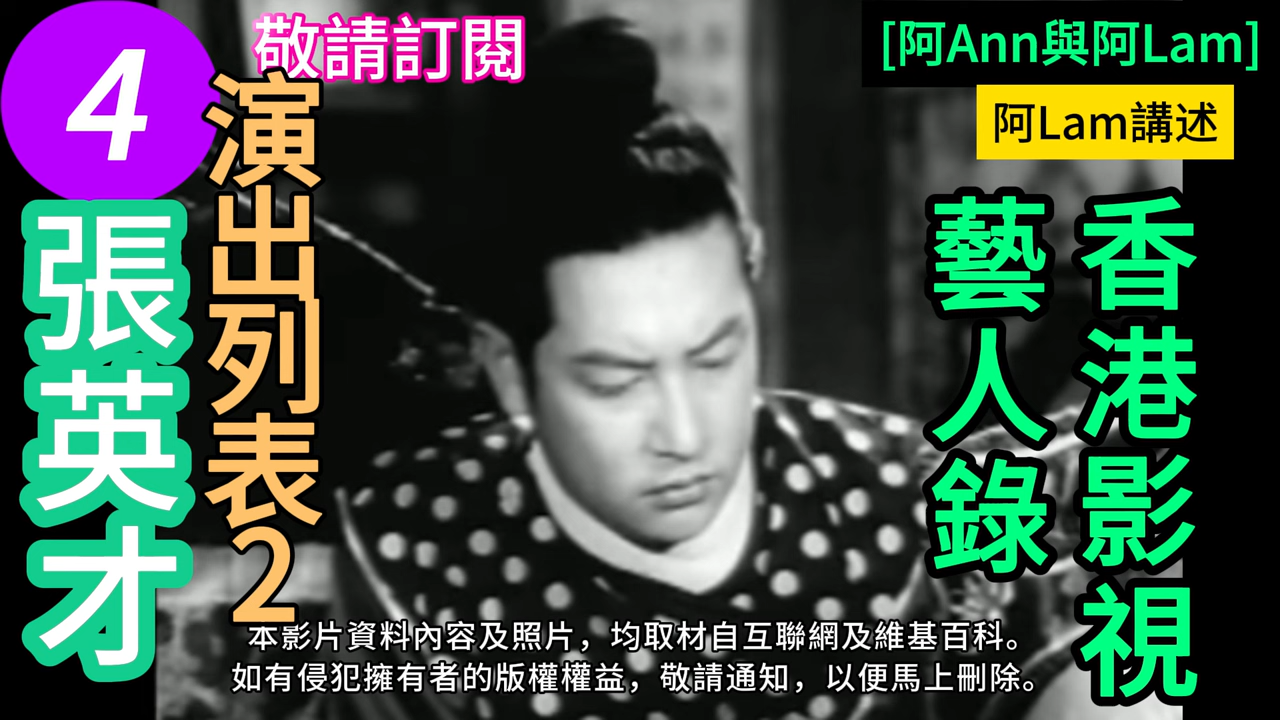 4
敬請訂閱
[阿Ann與阿Lam]
阿Lam講述
張英才
演出列表2
香港影視
藝人錄
本影片資料內容及照片，均取材自互聯網及維基百科。
如有侵犯擁有者的版權權益，敬請通知，以便馬上刪除。